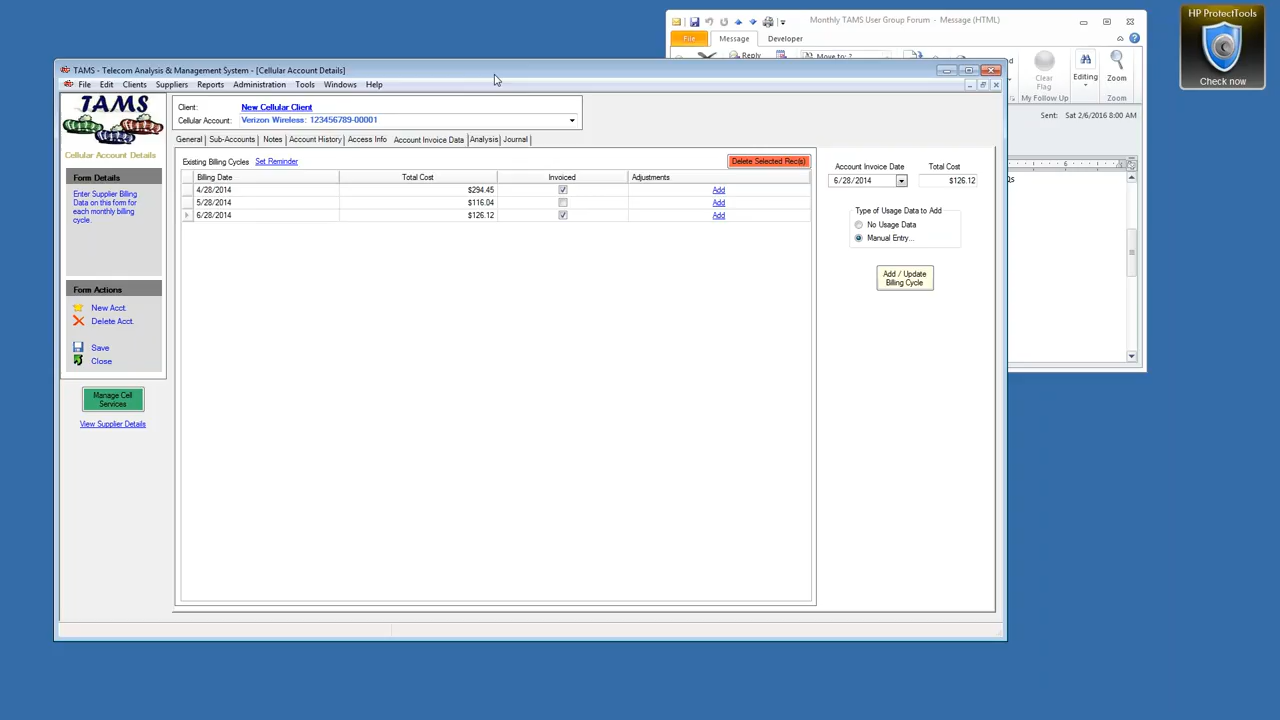 HP ProtectTools
Check now
Monthly TAMS User Group Forum - Message (HTML)
File
Message
Developer
Reply
Move to: ?
Clear
Flag
Editing
Zoom
My Follow Up
Zoom
Sent: Sat 2/6/2016 8:00 AM
TAMS - Telecom Analysis & Management System - [Cellular Account Details]
File Edit Clients Suppliers Reports Administration Tools Windows Help
TAMS
Cellular Account Details
Form Details
Enter Supplier Billing
Data on this form for
each monthly billing
cycle.
Form Actions
New Acct.
Delete Acct.
Save
Close
Manage Cell
Services
View Supplier Details
Client: New Cellular Client
Cellular Account: Verizon Wireless: 123456789-00001
General Sub-Accounts Notes Account History Access Info Account Invoice Data Analysis Journal
Existing Billing Cycles Set Reminder
Delete Selected Rec(s)
Billing Date Total Cost Invoiced Adjustments
4/28/2014 $294.45 Add
5/28/2014 $116.04 Add
6/28/2014 $126.12 Add
Account Invoice Date Total Cost
6/28/2014 $126.12
Type of Usage Data to Add
No Usage Data
Manual Entry...
Add / Update
Billing Cycle